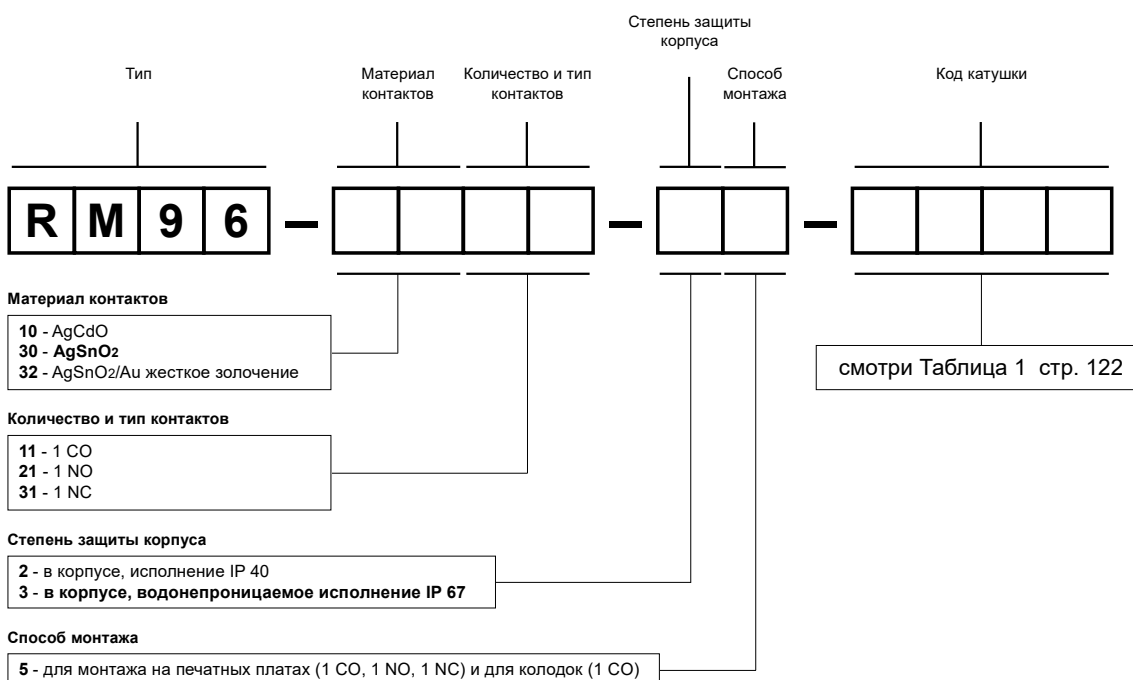 Степень защиты
корпуса
Тип
Материал
контактов
Количество и тип
контактов
Способ
монтажа
Код катушки
RM96 – –  –
Материал контактов
10 - AgCdO
30 - AgSnO2
32 - AgSnO2/Au жесткое золочение
смотри Таблица 1 стр. 122
Количество и тип контактов
11 - 1 CO
21 - 1 NO
31 - 1 NC
Степень защиты корпуса
2 - в корпусе, исполнение IP 40
3 - в корпусе, водонепроницаемое исполнение IP 67
Способ монтажа
5 - для монтажа на печатных платах (1 CO, 1 NO, 1 NC) и для колодок (1 CO)